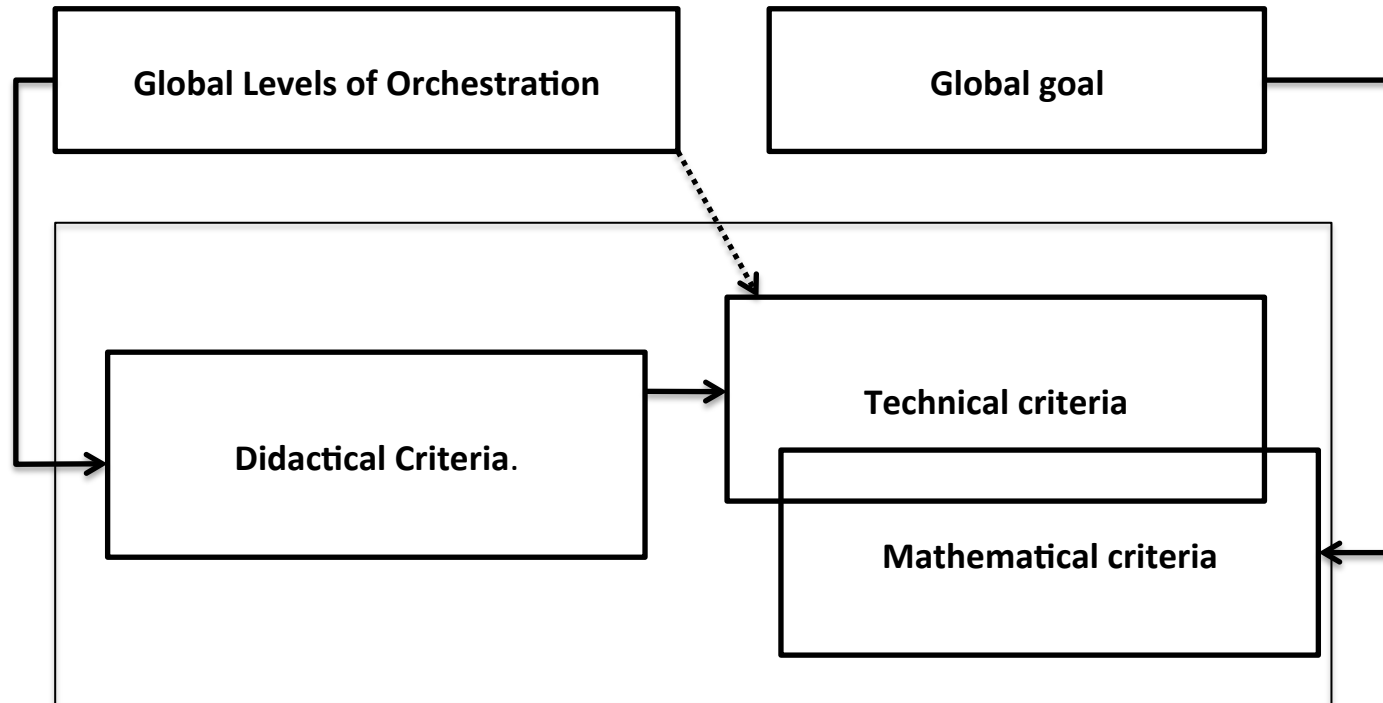 Global Levels of Orchestration
Global goal
Technical criteria
Didactical Criteria.
Mathematical criteria